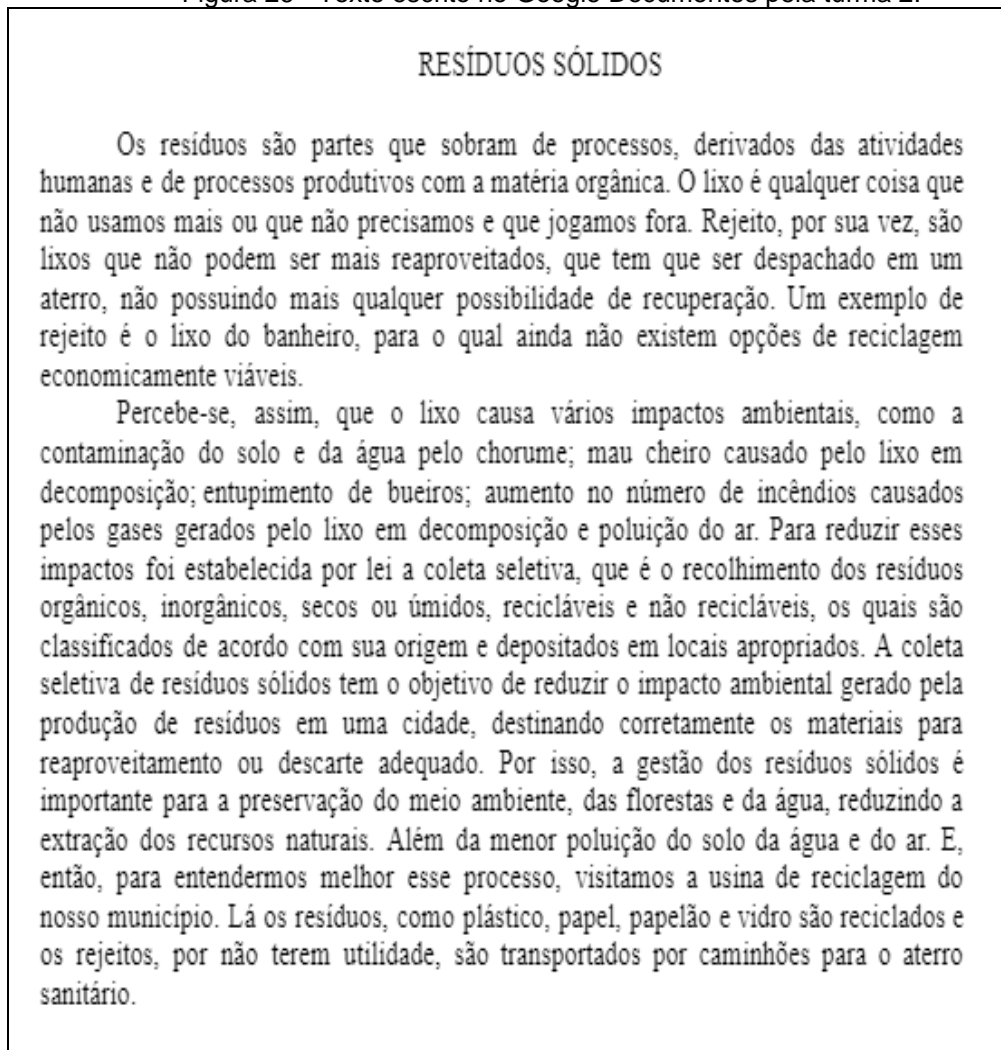 Figura 23 - Texto escrito no Google Documentos pela turma 2.
RESÍDUOS SÓLIDOS
Os resíduos são partes que sobram de processos, derivados das atividades
humanas e de processos produtivos com a matéria orgânica. O lixo é qualquer coisa que
não usamos mais ou que não precisamos e que jogamos fora. Rejeito, por sua vez, são
lixos que não podem ser mais reaproveitados, que tem que ser despachado em um
aterro, não possuindo mais qualquer possibilidade de recuperação. Um exemplo de
rejeito é o lixo do banheiro, para o qual ainda não existem opções de reciclagem
economicamente viáveis.
Percebe-se, assim, que o lixo causa vários impactos ambientais, como a
contaminação do solo e da água pelo chorume; mau cheiro causado pelo lixo em
decomposição; entupimento de bueiros; aumento no número de incêndios causados
pelos gases gerados pelo lixo em decomposição e poluição do ar. Para reduzir esses
impactos foi estabelecida por lei a coleta seletiva, que é o recolhimento dos resíduos
orgânicos, inorgânicos, secos ou úmidos, recicláveis e não recicláveis, os quais são
classificados de acordo com sua origem e depositados em locais apropriados. A coleta
seletiva de resíduos sólidos tem o objetivo de reduzir o impacto ambiental gerado pela
produção de resíduos em uma cidade, destinando corretamente os materiais para
reaproveitamento ou descarte adequado. Por isso, a gestão dos resíduos sólidos é
importante para a preservação do meio ambiente, das florestas e da água, reduzindo a
extração dos recursos naturais. Além da menor poluição do solo da água e do ar. E,
então, para entendermos melhor esse processo, visitamos a usina de reciclagem do
nosso município. Lá os resíduos, como plástico, papel, papelão e vidro são reciclados e
os rejeitos, por não terem utilidade, são transportados por caminhões para o aterro
sanitário.